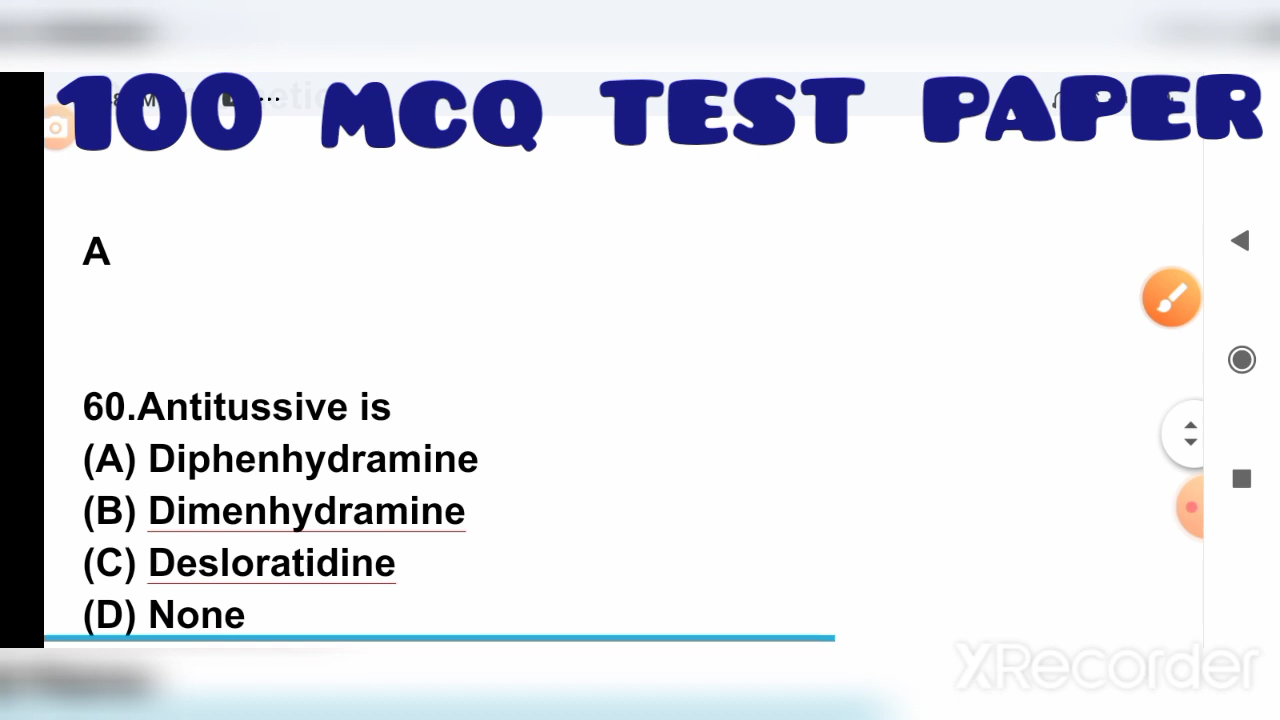 100 MCQ TEST PAPER
A
60.Antitussive is
(A) Diphenhydramine
(B) Dimenhydramine
(C) Desloratidine
(D) None
XRecorder